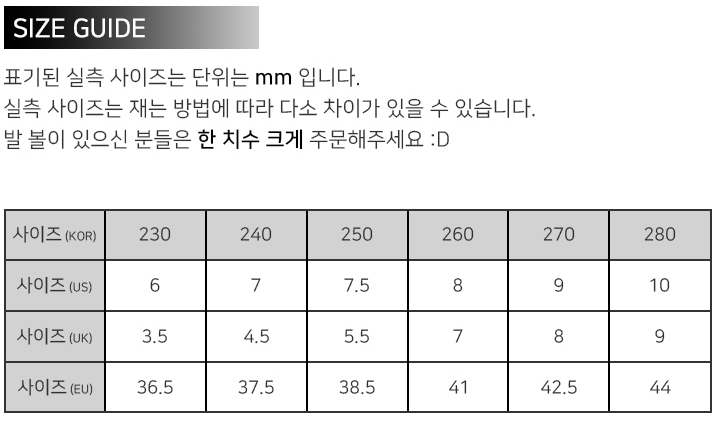 SIZE GUIDE
표기된 실측 사이즈는 단위는 mm 입니다.
실측 사이즈는 재는 방법에 따라 다소 차이가 있을 수 있습니다.
발 볼이 있으신 분들은 한 치수 크게 주문해주세요 :D
사이즈 (KOR) 230 240 250 260 270 280
사이즈 (US) 6 7 7.5 8 9 10
사이즈 (UK) 3.5 4.5 5.5 7 8 9
사이즈 (EU) 36.5 37.5 38.5 41 42.5 44